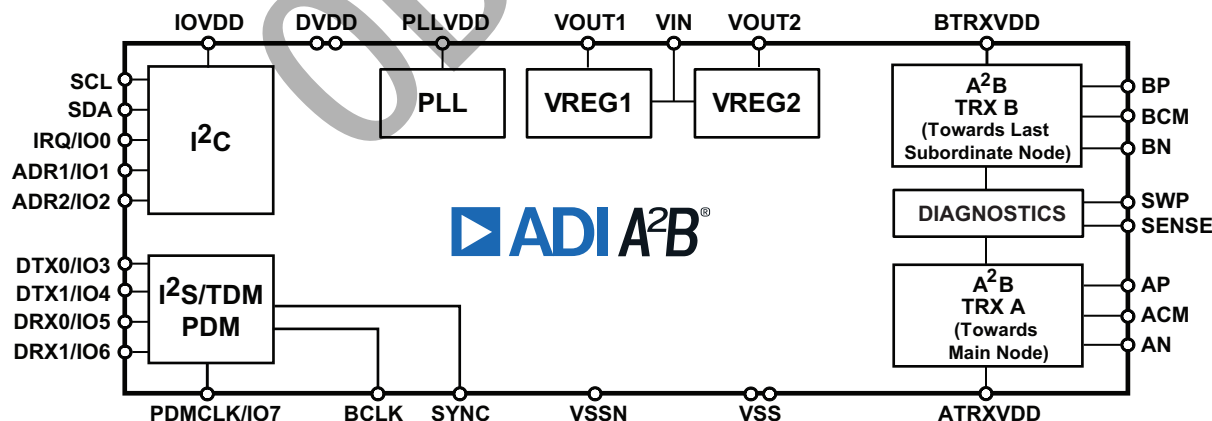 IOVDD DVDD PLLVDD VOUT1 VIN VOUT2 BTRXVDD
SCL
SDA
IRQ/IO0
ADR1/IO1
ADR2/IO2
I²C
PLL
VREG1
VREG2
A²B
TRX B
(Towards Last
Subordinate Node)
BP
BCM
BN
DIAGNOSTICS
SWP
SENSE
ADI A²B®
DTX0/IO3
DTX1/IO4
DRX0/IO5
DRX1/IO6
I²S/TDM
PDM
A²B
TRX A
(Towards
Main Node)
AP
ACM
AN
PDMCLK/IO7 BCLK SYNC VSSN VSS ATRXVDD